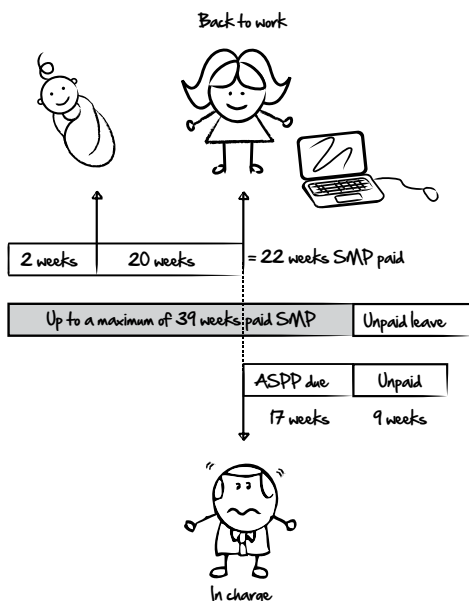 Back to work
2 weeks 20 weeks = 22 weeks SMP paid
Up to a maximum of 39 weeks paid SMP Unpaid leave
ASPP due Unpaid
17 weeks 9 weeks
In charge